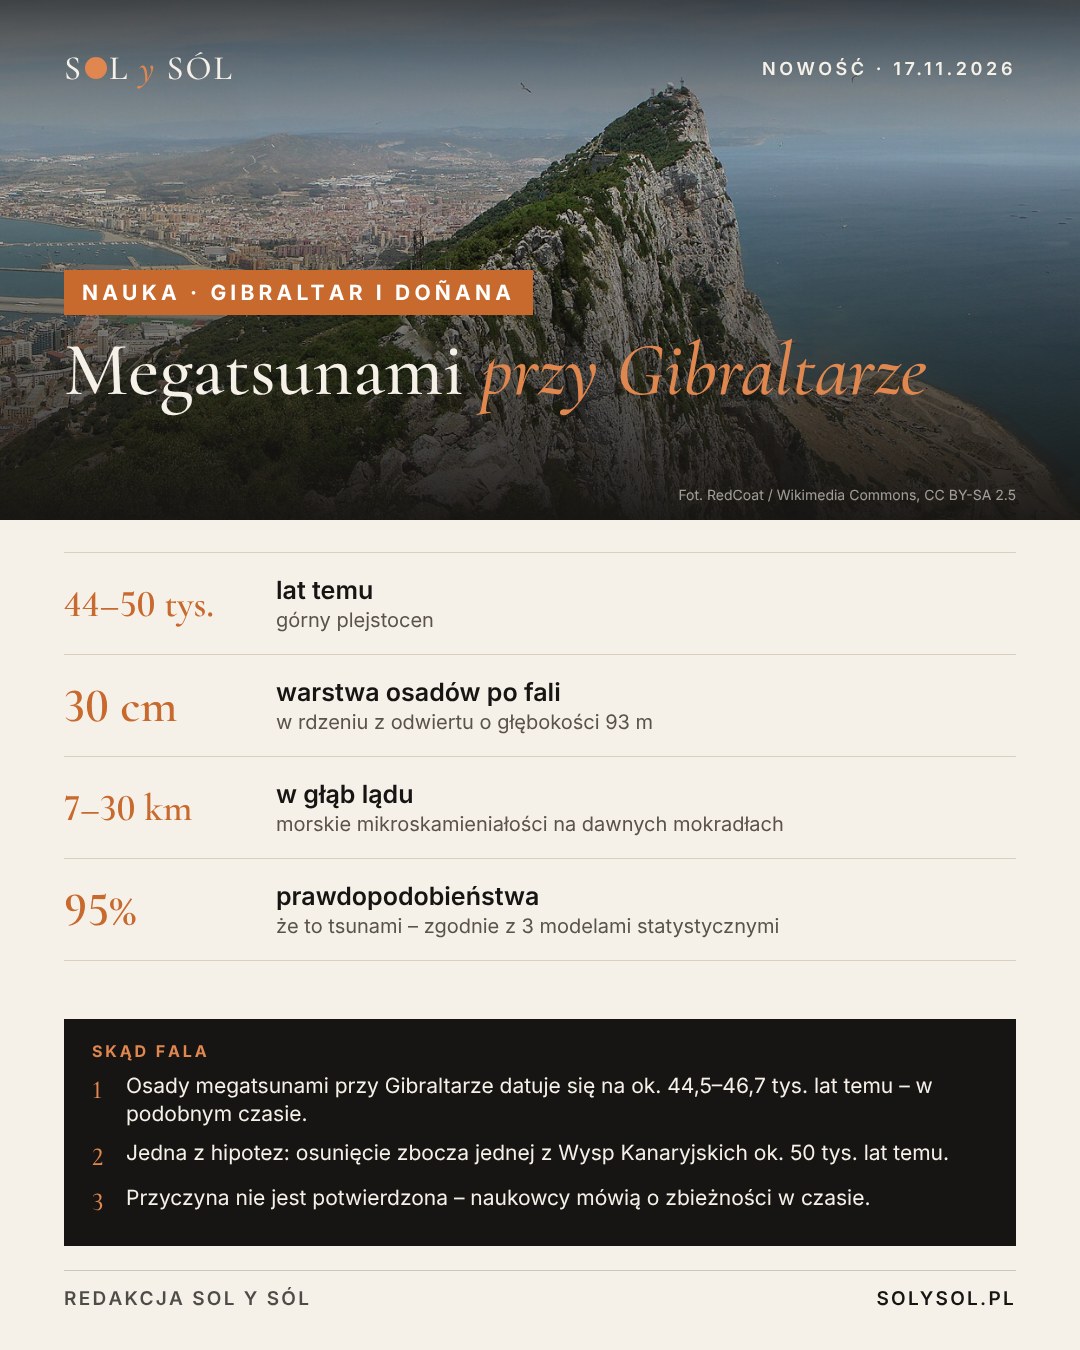 SOL y SÓL
NOWOŚĆ · 17.11.2026
NAUKA · GIBRALTAR I DOÑANA
Megatsunami przy Gibraltarze
Fot. RedCoat / Wikimedia Commons, CC BY-SA 2.5
44–50 tys.
lat temu
górny plejstocen
30 cm
warstwa osadów po fali
w rdzeniu z odwiertu o głębokości 93 m
7–30 km
w głąb lądu
morskie mikroskamieniałości na dawnych mokradłach
95%
prawdopodobieństwa
że to tsunami – zgodnie z 3 modelami statystycznymi
SKĄD FALA
1 Osady megatsunami przy Gibraltarze datuje się na ok. 44,5–46,7 tys. lat temu – w
podobnym czasie.
2 Jedna z hipotez: osunięcie zbocza jednej z Wysp Kanaryjskich ok. 50 tys. lat temu.
3 Przyczyna nie jest potwierdzona – naukowcy mówią o zbieżności w czasie.
REDAKCJA SOL Y SÓL
SOLYSOL.PL